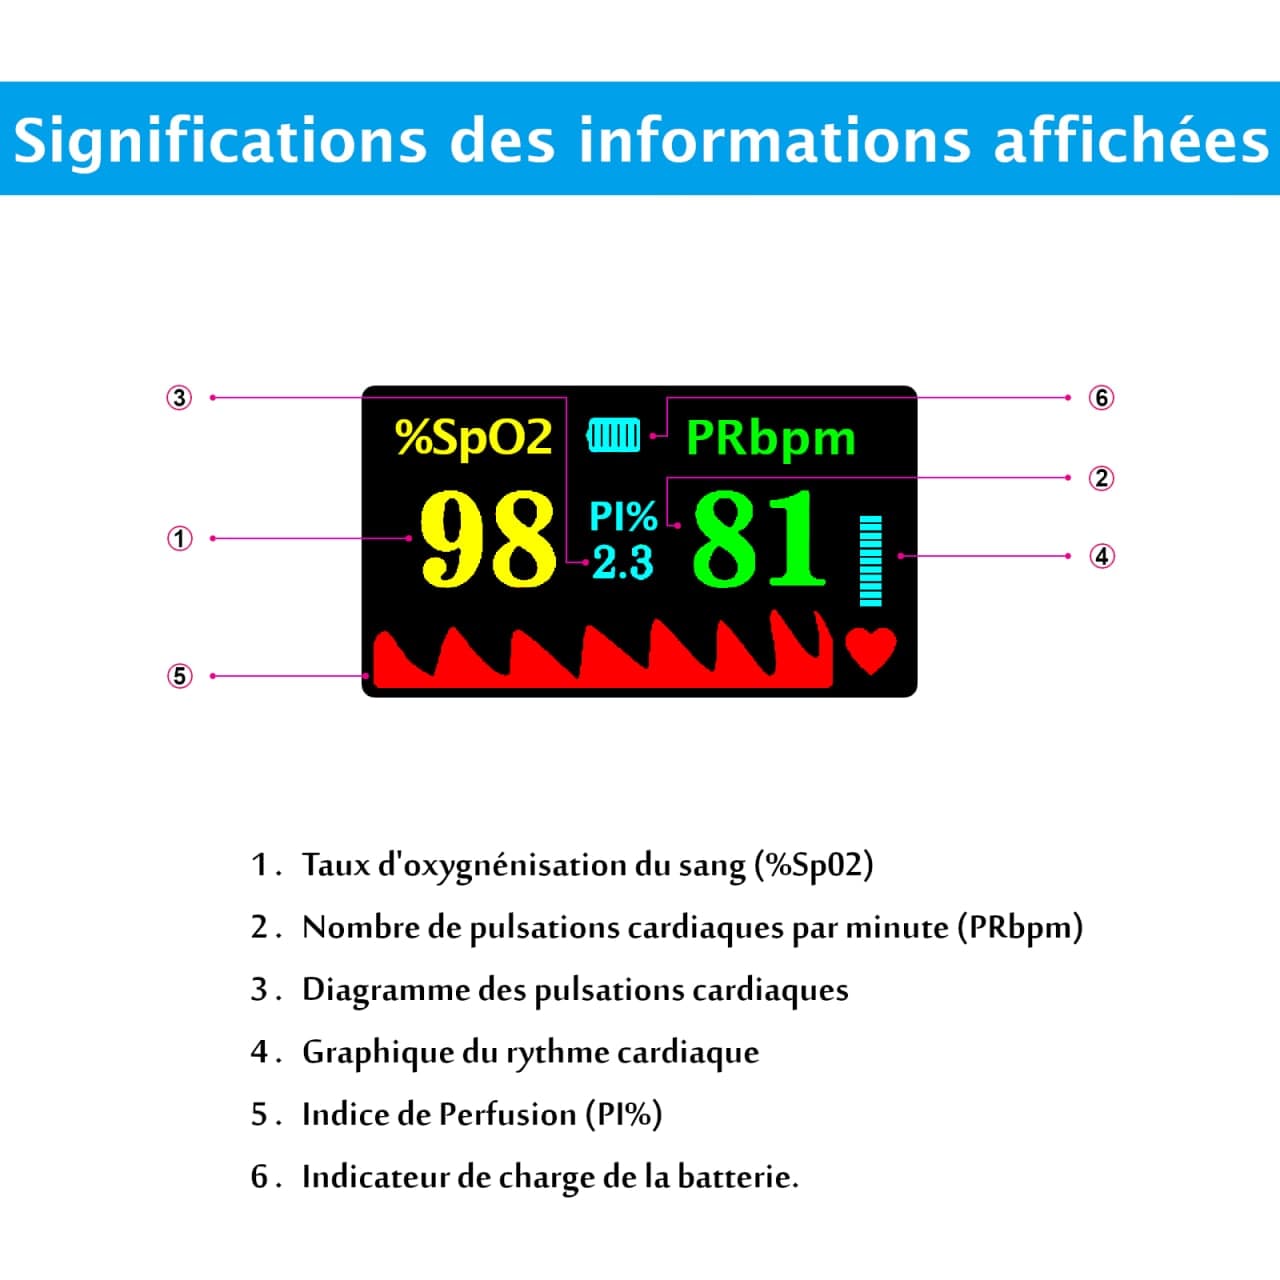 Significations des informations affichées
③ ⑥
%SpO2 PRbpm
②
98 PI% 81
① 2.3 ④
⑤
1. Taux d'oxygnénisation du sang (%Sp02)
2. Nombre de pulsations cardiaques par minute (PRbpm)
3. Diagramme des pulsations cardiaques
4. Graphique du rythme cardiaque
5. Indice de Perfusion (PI%)
6. Indicateur de charge de la batterie.